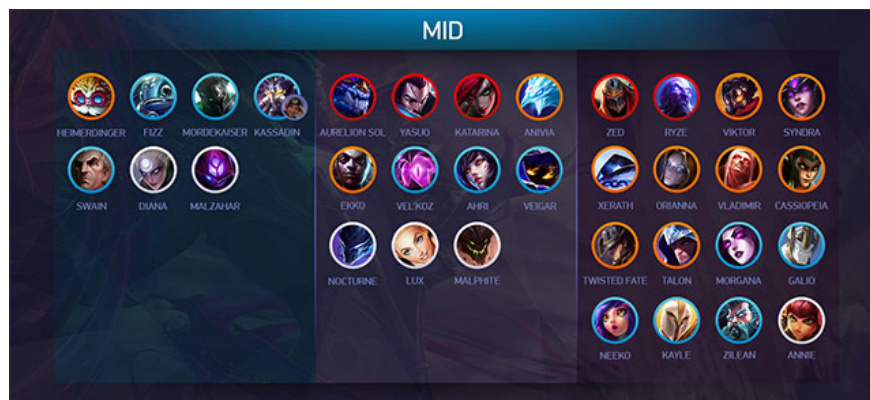 MID
HEIMERDINGER FIZZ MORDEKAISER KASSADIN
SWAIN DIANA MALZAHAR
AURELION SOL YASUO KATARINA ANIVIA
EKKO VEL'KOZ AHRI VEIGAR
NOCTURNE LUX MALPHITE
ZED RYZE VIKTOR SYNDRA
XERATH ORIANNA VLADIMIR CASSIOPEIA
TWISTED FATE TALON MORGANA GALIO
NEEKO KAYLE ZILEAN ANNIE